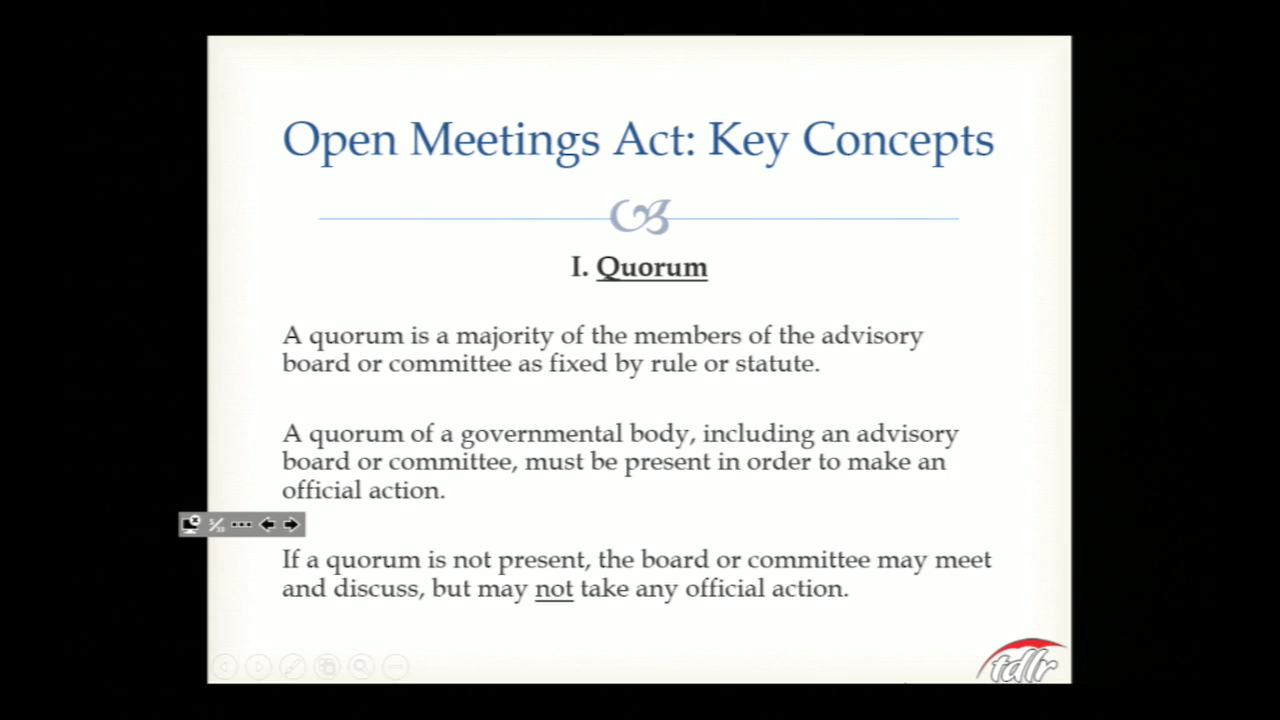 Open Meetings Act: Key Concepts
I. Quorum
A quorum is a majority of the members of the advisory
board or committee as fixed by rule or statute.
A quorum of a governmental body, including an advisory
board or committee, must be present in order to make an
official action.
If a quorum is not present, the board or committee may meet
and discuss, but may not take any official action.
tdlr